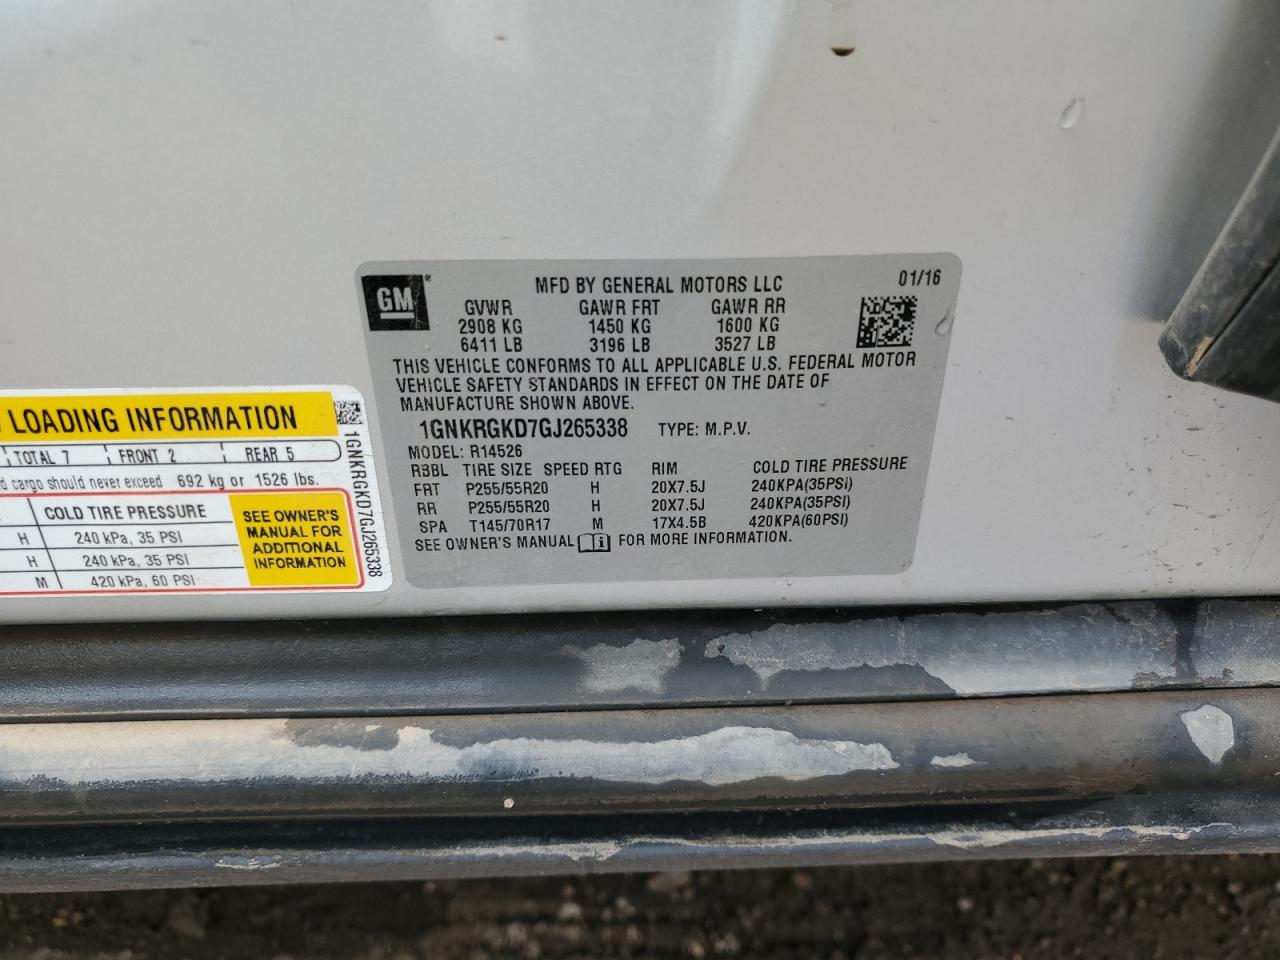 GM
MFD BY GENERAL MOTORS LLC 01/16
GVWR GAWR FRT GAWR RR
2908 KG 1450 KG 1600 KG
6411 LB 3196 LB 3527 LB
THIS VEHICLE CONFORMS TO ALL APPLICABLE U.S. FEDERAL MOTOR
VEHICLE SAFETY STANDARDS IN EFFECT ON THE DATE OF
MANUFACTURE SHOWN ABOVE.
1GNKRGKD7GJ265338 TYPE: M.P.V.
MODEL: R14526
RBBL TIRE SIZE SPEED RTG RIM COLD TIRE PRESSURE
FRT P255/55R20 H 20X7.5J 240KPA(35PSI)
RR P255/55R20 H 20X7.5J 240KPA(35PSI)
SPA T145/70R17 M 17X4.5B 420KPA(60PSI)
SEE OWNER'S MANUAL FOR MORE INFORMATION.
LOADING INFORMATION
TOTAL 7 FRONT 2 REAR 5
cargo should never exceed 692 kg or 1526 lbs.
COLD TIRE PRESSURE
H 240 kPa, 35 PSI
H 240 kPa, 35 PSI
M 420 kPa, 60 PSI
SEE OWNER'S
MANUAL FOR
ADDITIONAL
INFORMATION
1GNKRGKD7GJ265338